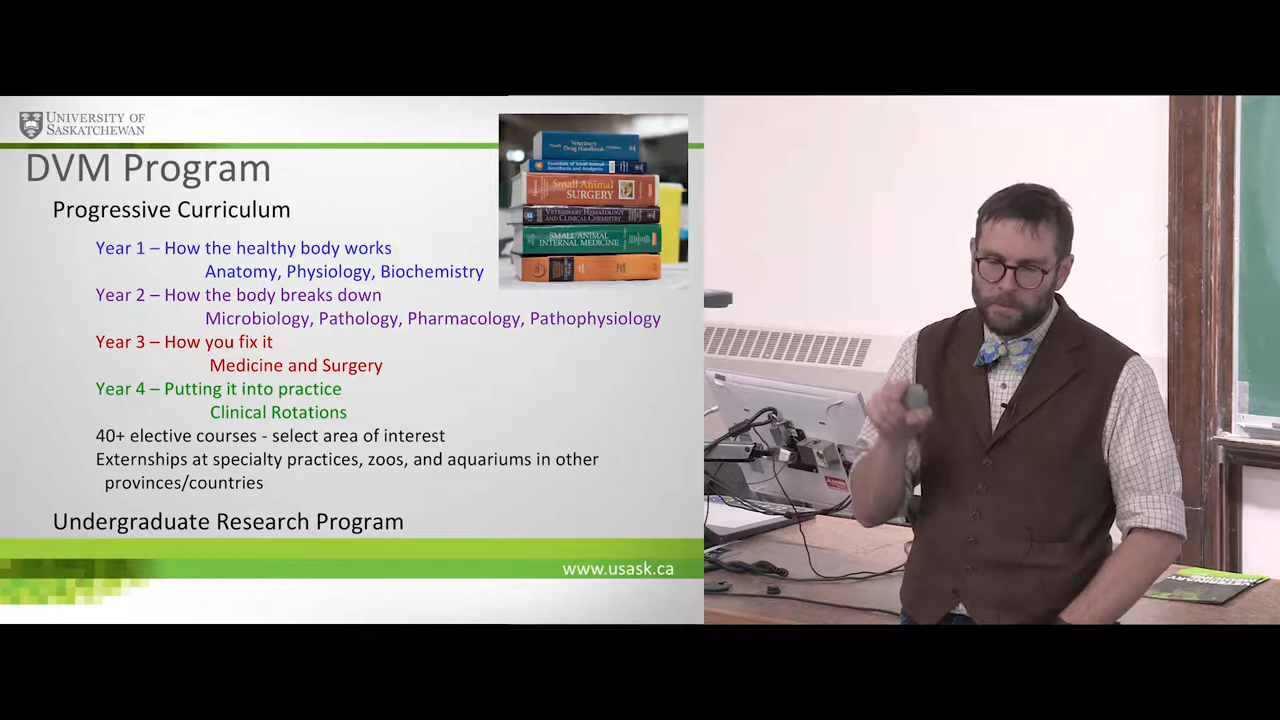 UNIVERSITY OF
SASKATCHEWAN
DVM Program
Progressive Curriculum
Year 1 – How the healthy body works
Anatomy, Physiology, Biochemistry
Year 2 – How the body breaks down
Microbiology, Pathology, Pharmacology, Pathophysiology
Year 3 – How you fix it
Medicine and Surgery
Year 4 – Putting it into practice
Clinical Rotations
40+ elective courses - select area of interest
Externships at specialty practices, zoos, and aquariums in other
provinces/countries
Undergraduate Research Program
www.usask.ca
Veterinary
Drug Handbook
Essentials of Small Animal
Anesthesia and Analgesia
Small Animal
SURGERY
VETERINARY HEMATOLOGY
AND CLINICAL CHEMISTRY
SMALL ANIMAL
INTERNAL MEDICINE
VETERINARY
MEDICINE